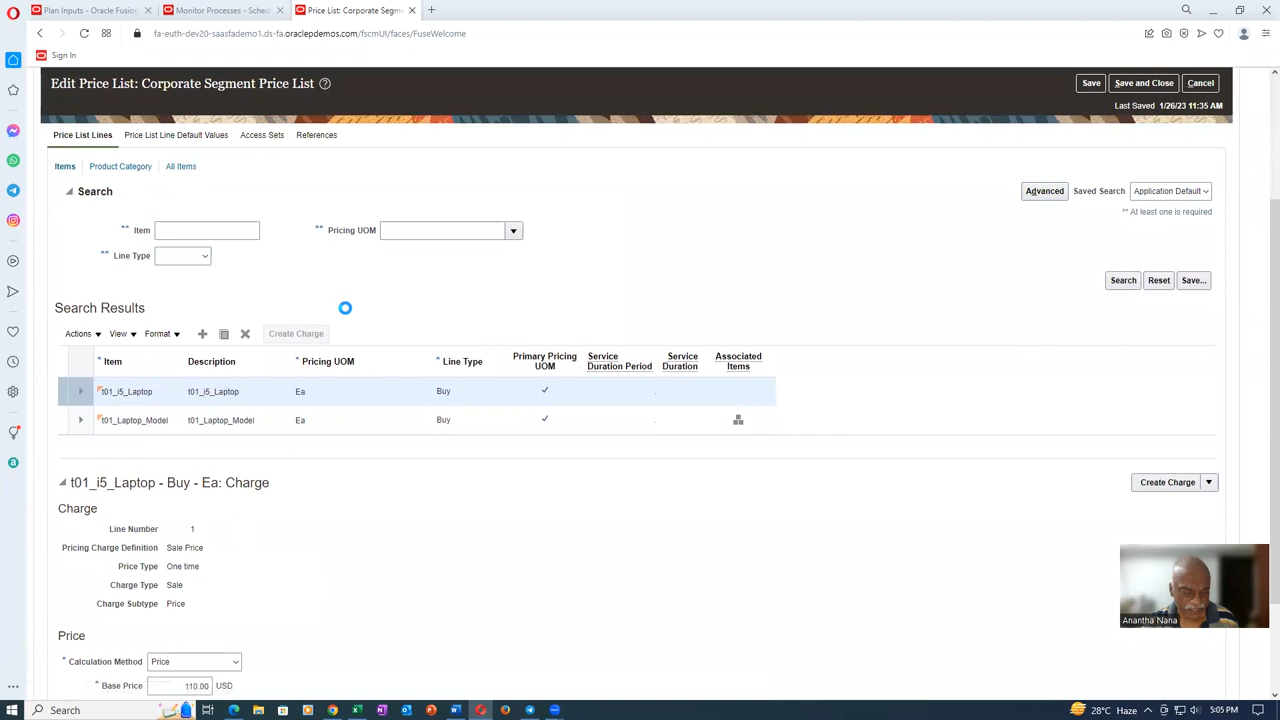 Plan Inputs - Oracle Fusion
Monitor Processes - Sched
Price List: Corporate Segm
fa-euth-dev20-saasfademo1.ds-fa.oraclepdemos.com/fscmUI/faces/FuseWelcome
Sign In
Edit Price List: Corporate Segment Price List
Save
Save and Close
Cancel
Last Saved 1/26/23 11:35 AM
Price List Lines
Price List Line Default Values
Access Sets
References
Items
Product Category
All Items
Search
Advanced
Saved Search
Application Default
** At least one is required
** Item
** Pricing UOM
** Line Type
Search
Reset
Save...
Search Results
Actions
View
Format
Create Charge
* Item
Description
* Pricing UOM
* Line Type
Primary Pricing UOM
Service Duration Period
Service Duration
Associated Items
t01_i5_Laptop t01_i5_Laptop Ea Buy
t01_Laptop_Model t01_Laptop_Model Ea Buy
t01_i5_Laptop - Buy - Ea: Charge
Create Charge
Charge
Line Number 1
Pricing Charge Definition Sale Price
Price Type One time
Charge Type Sale
Charge Subtype Price
Price
* Calculation Method Price
* Base Price 110.00 USD
Anantha Nana
Search
28°C Haze
ENG
5:05 PM